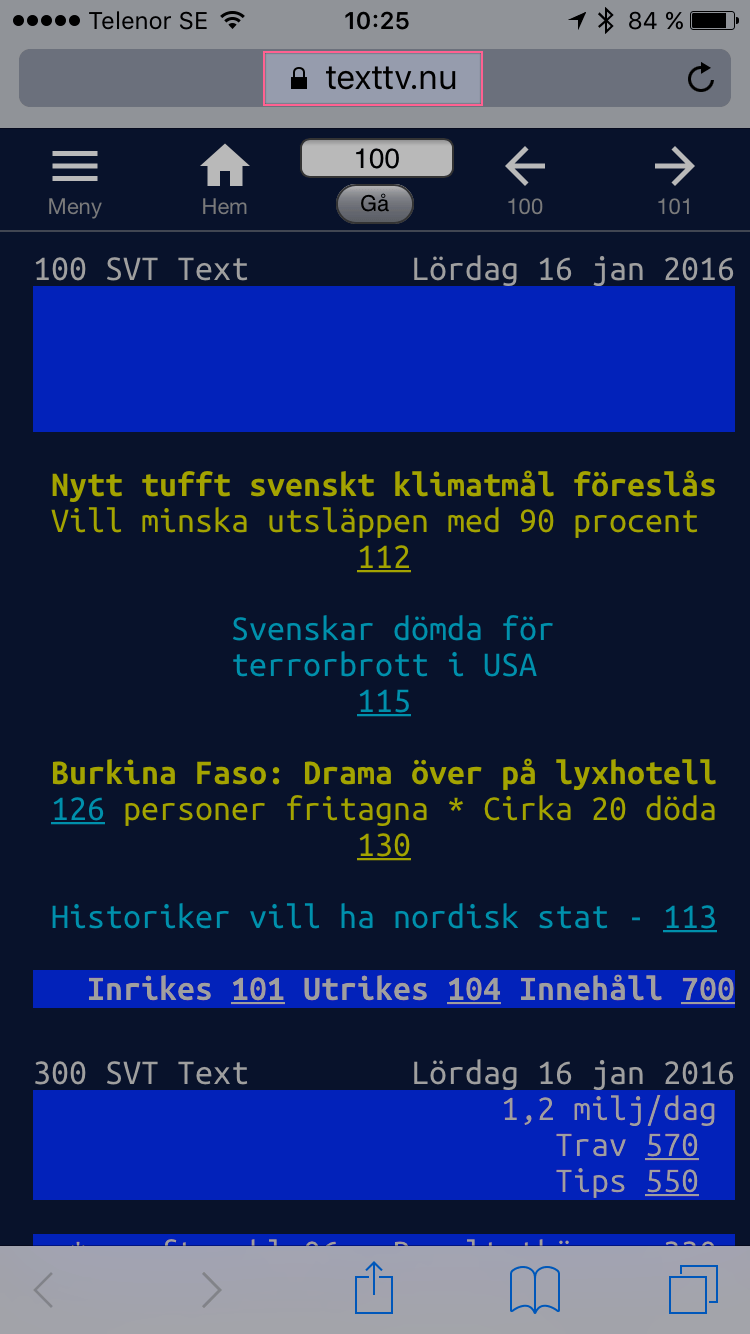 Telenor SE 10:25 84 %
texttv.nu
100
Meny Hem Gå 100 101
100 SVT Text Lördag 16 jan 2016
Nytt tufft svenskt klimatmål föreslås
Vill minska utsläppen med 90 procent
112
Svenskar dömda för
terrorbrott i USA
115
Burkina Faso: Drama över på lyxhotell
126 personer fritagna * Cirka 20 döda
130
Historiker vill ha nordisk stat - 113
Inrikes 101 Utrikes 104 Innehåll 700
300 SVT Text Lördag 16 jan 2016
1,2 milj/dag
Trav 570
Tips 550